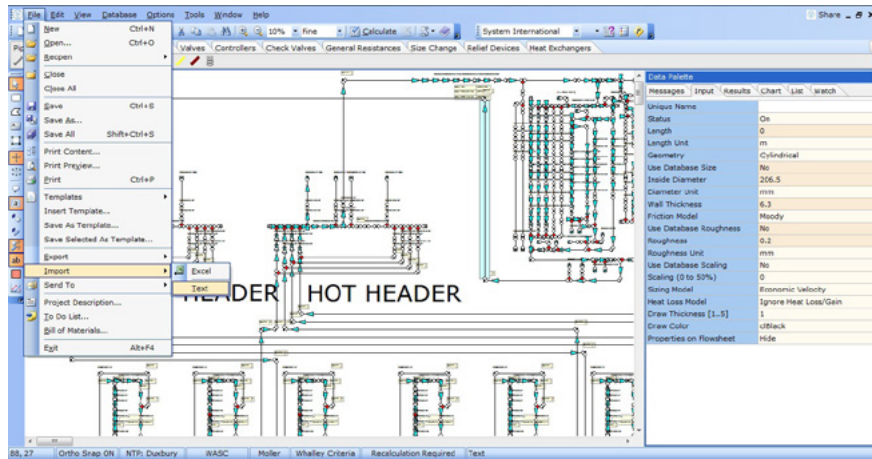 File Edit View Database Options Tools Window Help
Share
New Ctrl+N
Open... Ctrl+O
Reopen
Close
Close All
Save Ctrl+S
Save As...
Save All Shift+Ctrl+S
Print Content...
Print Preview...
Print Ctrl+P
Templates
Insert Template...
Save As Template...
Save Selected As Template...
Export
Import
Send To
Project Description...
To Do List...
Bill of Materials...
Exit Alt+F4
Excel
Text
10% Fine Calculate System International
Valves Controllers Check Valves General Resistances Size Change Relief Devices Heat Exchangers
HEADER HOT HEADER
Data Palette
Messages Input Results Chart List Watch
Unique Name
Status On
Length 0
Length Unit m
Geometry Cylindrical
Use Database Size No
Inside Diameter 206.5
Diameter Unit mm
Wall Thickness 6.3
Friction Model Moody
Use Database Roughness No
Roughness 0.2
Roughness Unit mm
Use Database Scaling No
Scaling (0 to 50%) 0
Sizing Model Economic Velocity
Heat Loss Model Ignore Heat Loss/Gain
Draw Thickness [1..5] 1
Draw Color clBlack
Properties on Flowsheet Hide
88, 27 Ortho Snap ON NTP: Duxbury WASC Moller Whalley Criteria Recalculation Required Text